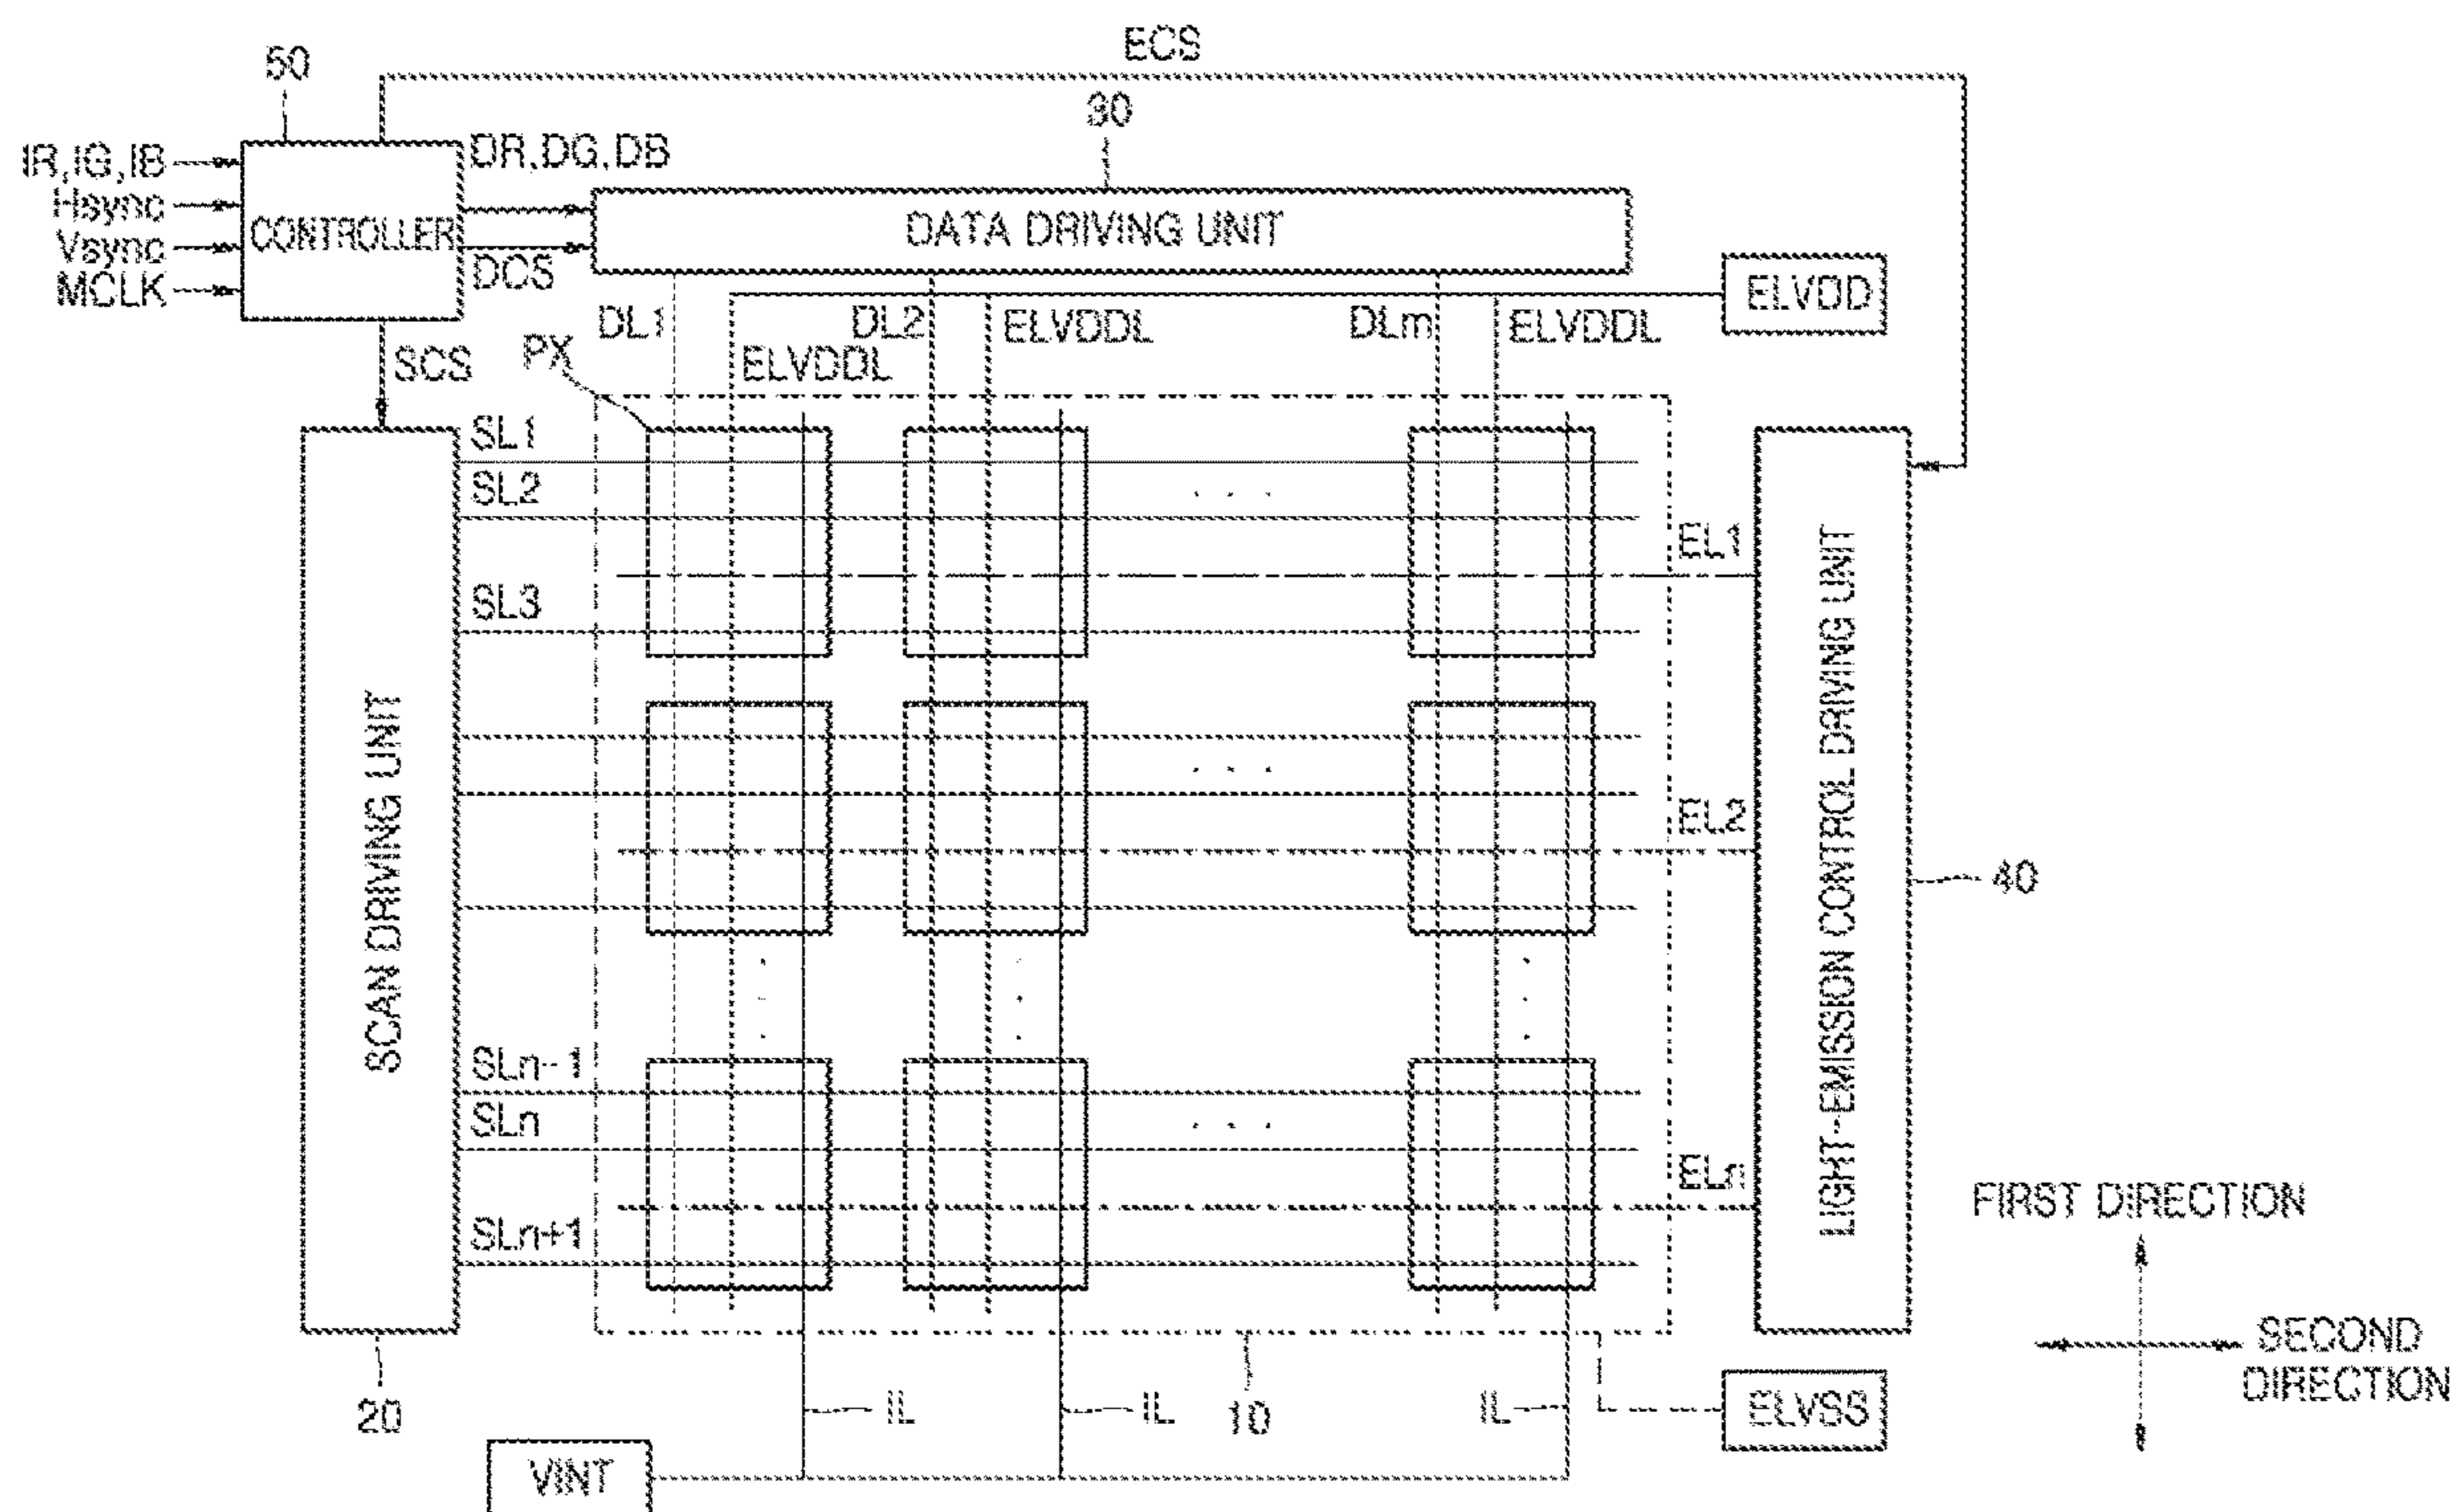 ECS
50
30
IR,IG,IB
DR,DG,DB
Hsync
Vsync
MCLK
CONTROLLER
DATA DRIVING UNIT
DCS
ELVDD
DL1
DL2
ELVDDL
DLm
ELVDDL
PX
SCS
ELVDDL
SL1
SL2
EL1
SL3
SCAN DRIVING UNIT
LIGHT-EMISSION CONTROL DRIVING UNIT
EL2
40
SLn-1
SLn
ELn
SLn+1
FIRST DIRECTION
SECOND
DIRECTION
20
IL
IL
10
IL
ELVSS
VINT